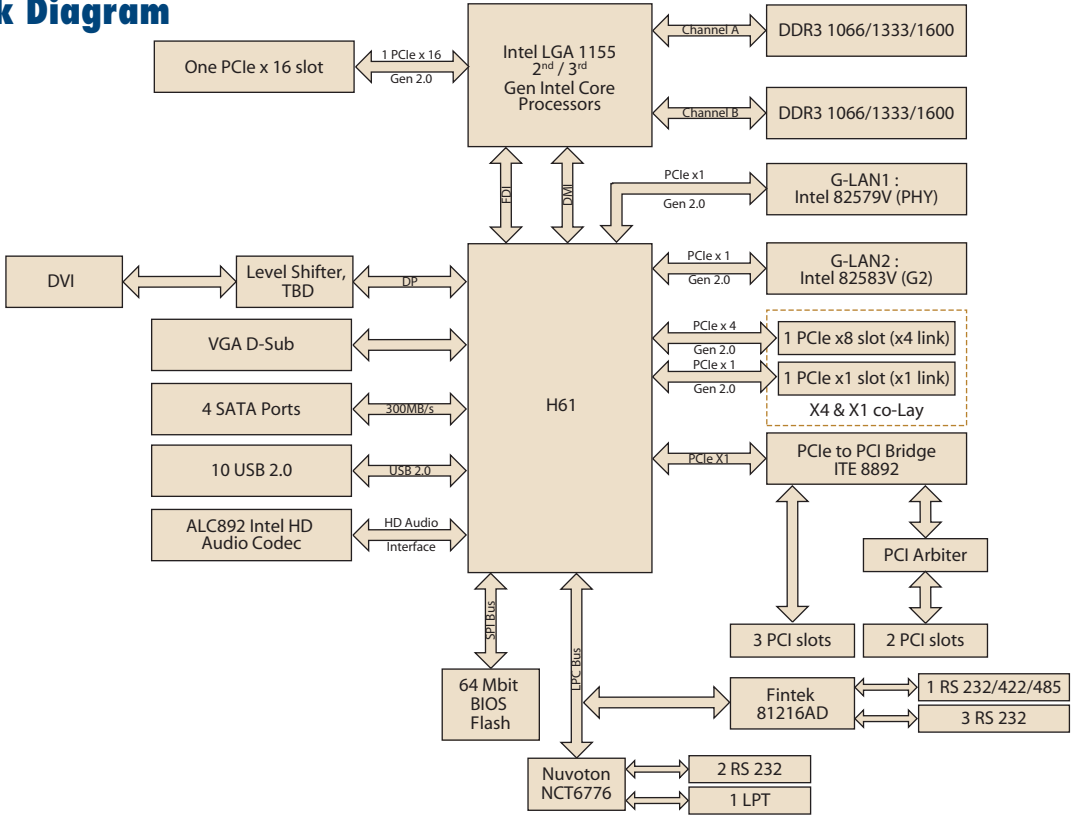 k Diagram
One PCIe x 16 slot
1 PCIe x 16
Gen 2.0
Intel LGA 1155
2nd / 3rd
Gen Intel Core
Processors
Channel A
DDR3 1066/1333/1600
Channel B
DDR3 1066/1333/1600
FDI
DMI
PCIe x1
Gen 2.0
G-LAN1 :
Intel 82579V (PHY)
DVI
Level Shifter,
TBD
DP
H61
PCIe x 1
Gen 2.0
G-LAN2 :
Intel 82583V (G2)
VGA D-Sub
PCIe x 4
Gen 2.0
1 PCIe x8 slot (x4 link)
PCIe x 1
Gen 2.0
1 PCIe x1 slot (x1 link)
X4 & X1 co-Lay
4 SATA Ports
300MB/s
10 USB 2.0
USB 2.0
PCIe X1
PCIe to PCI Bridge
ITE 8892
ALC892 Intel HD
Audio Codec
HD Audio
Interface
PCI Arbiter
3 PCI slots
2 PCI slots
SPI Bus
LPC Bus
64 Mbit
BIOS
Flash
Fintek
81216AD
1 RS 232/422/485
3 RS 232
Nuvoton
NCT6776
2 RS 232
1 LPT